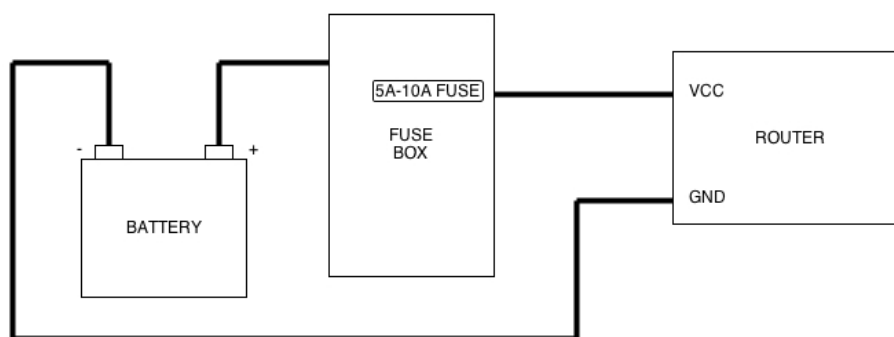 5A-10A FUSE
VCC
FUSE
BOX
ROUTER
-
+
GND
BATTERY